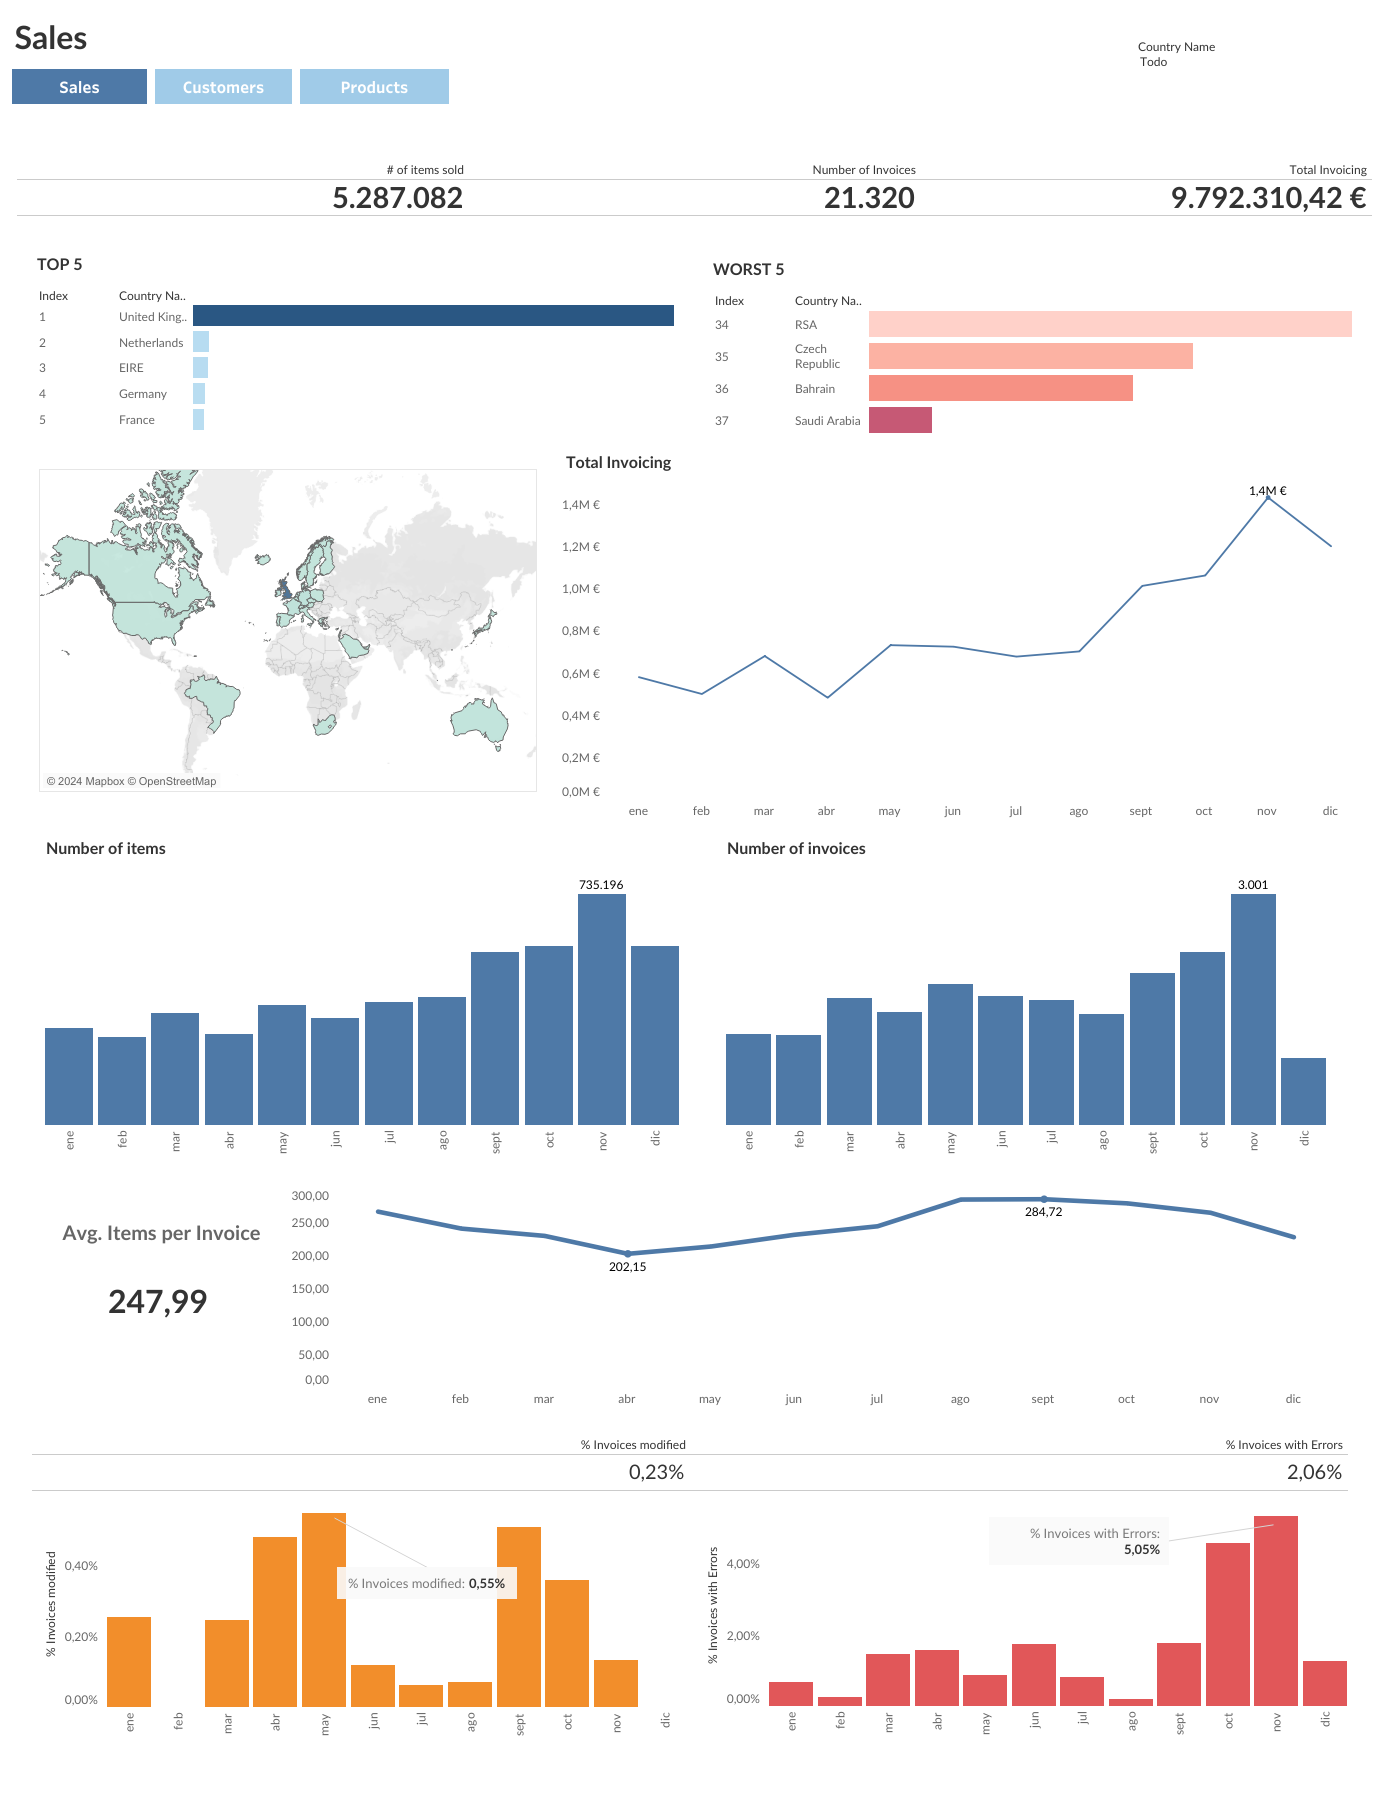 Sales
Country Name
Todo
Sales Customers Products
# of items sold Number of Invoices Total Invoicing
5.287.082 21.320 9.792.310,42 €
TOP 5
Index Country Na..
1 United King..
2 Netherlands
3 EIRE
4 Germany
5 France
WORST 5
Index Country Na..
34 RSA
35 Czech
Republic
36 Bahrain
37 Saudi Arabia
© 2024 Mapbox © OpenStreetMap
Total Invoicing
1,4M €
1,4M €
1,2M €
1,0M €
0,8M €
0,6M €
0,4M €
0,2M €
0,0M €
ene feb mar abr may jun jul ago sept oct nov dic
Number of items
735.196
ene feb mar abr may jun jul ago sept oct nov dic
Number of invoices
3.001
ene feb mar abr may jun jul ago sept oct nov dic
Avg. Items per Invoice
247,99
300,00
250,00
200,00
150,00
100,00
50,00
0,00
284,72
202,15
ene feb mar abr may jun jul ago sept oct nov dic
% Invoices modified % Invoices with Errors
0,23% 2,06%
% Invoices modified
0,40%
0,20%
0,00%
% Invoices modified: 0,55%
ene feb mar abr may jun jul ago sept oct nov dic
% Invoices with Errors
4,00%
2,00%
0,00%
% Invoices with Errors:
5,05%
ene feb mar abr may jun jul ago sept oct nov dic